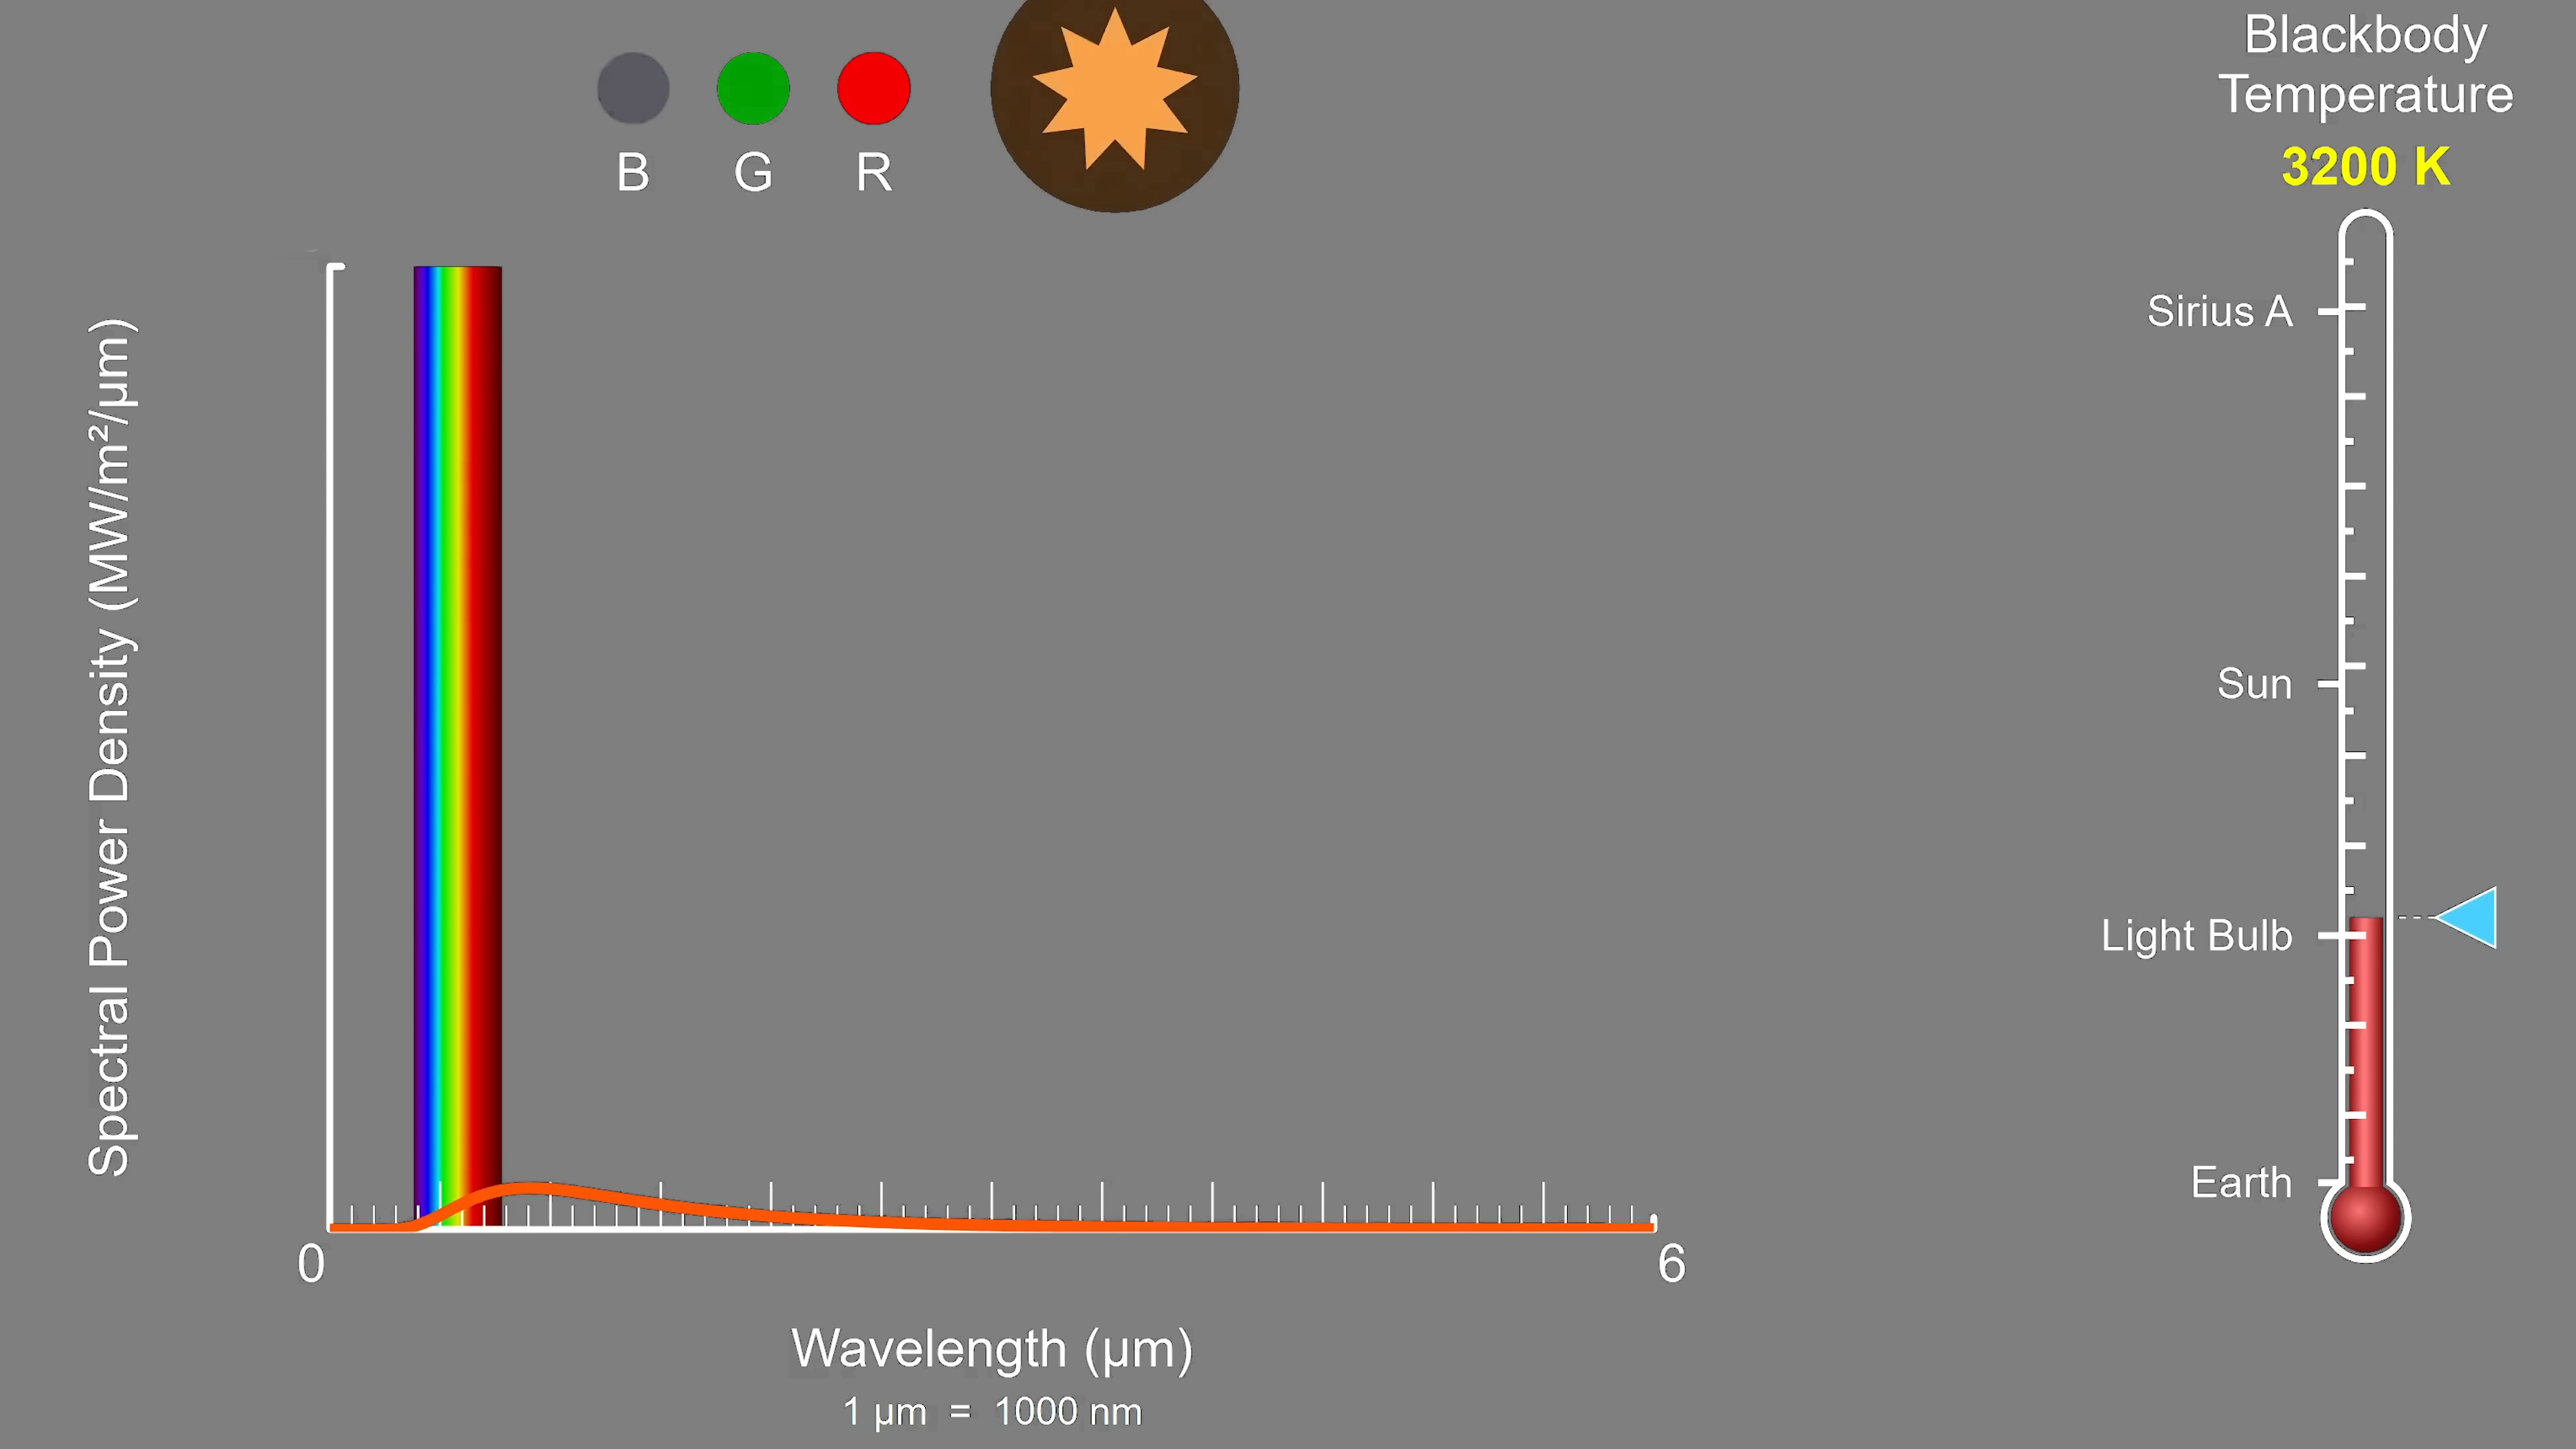 Blackbody
Temperature
3200 K
B G R
Sirius A
Sun
Light Bulb
Earth
Spectral Power Density (MW/m²/µm)
0
6
Wavelength (µm)
1 µm = 1000 nm